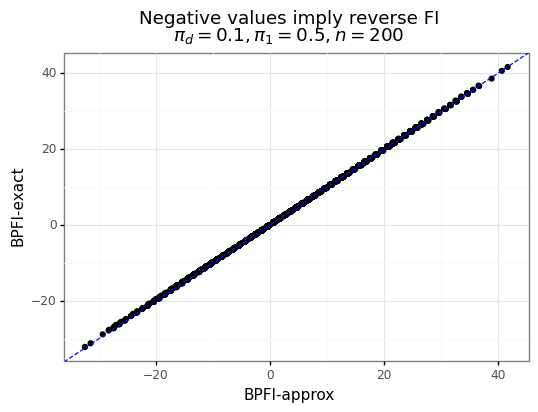 Negative values imply reverse FI
π_d = 0.1, π_1 = 0.5, n = 200
40
20
0
−20
BPFI-exact
−20
0
20
40
BPFI-approx